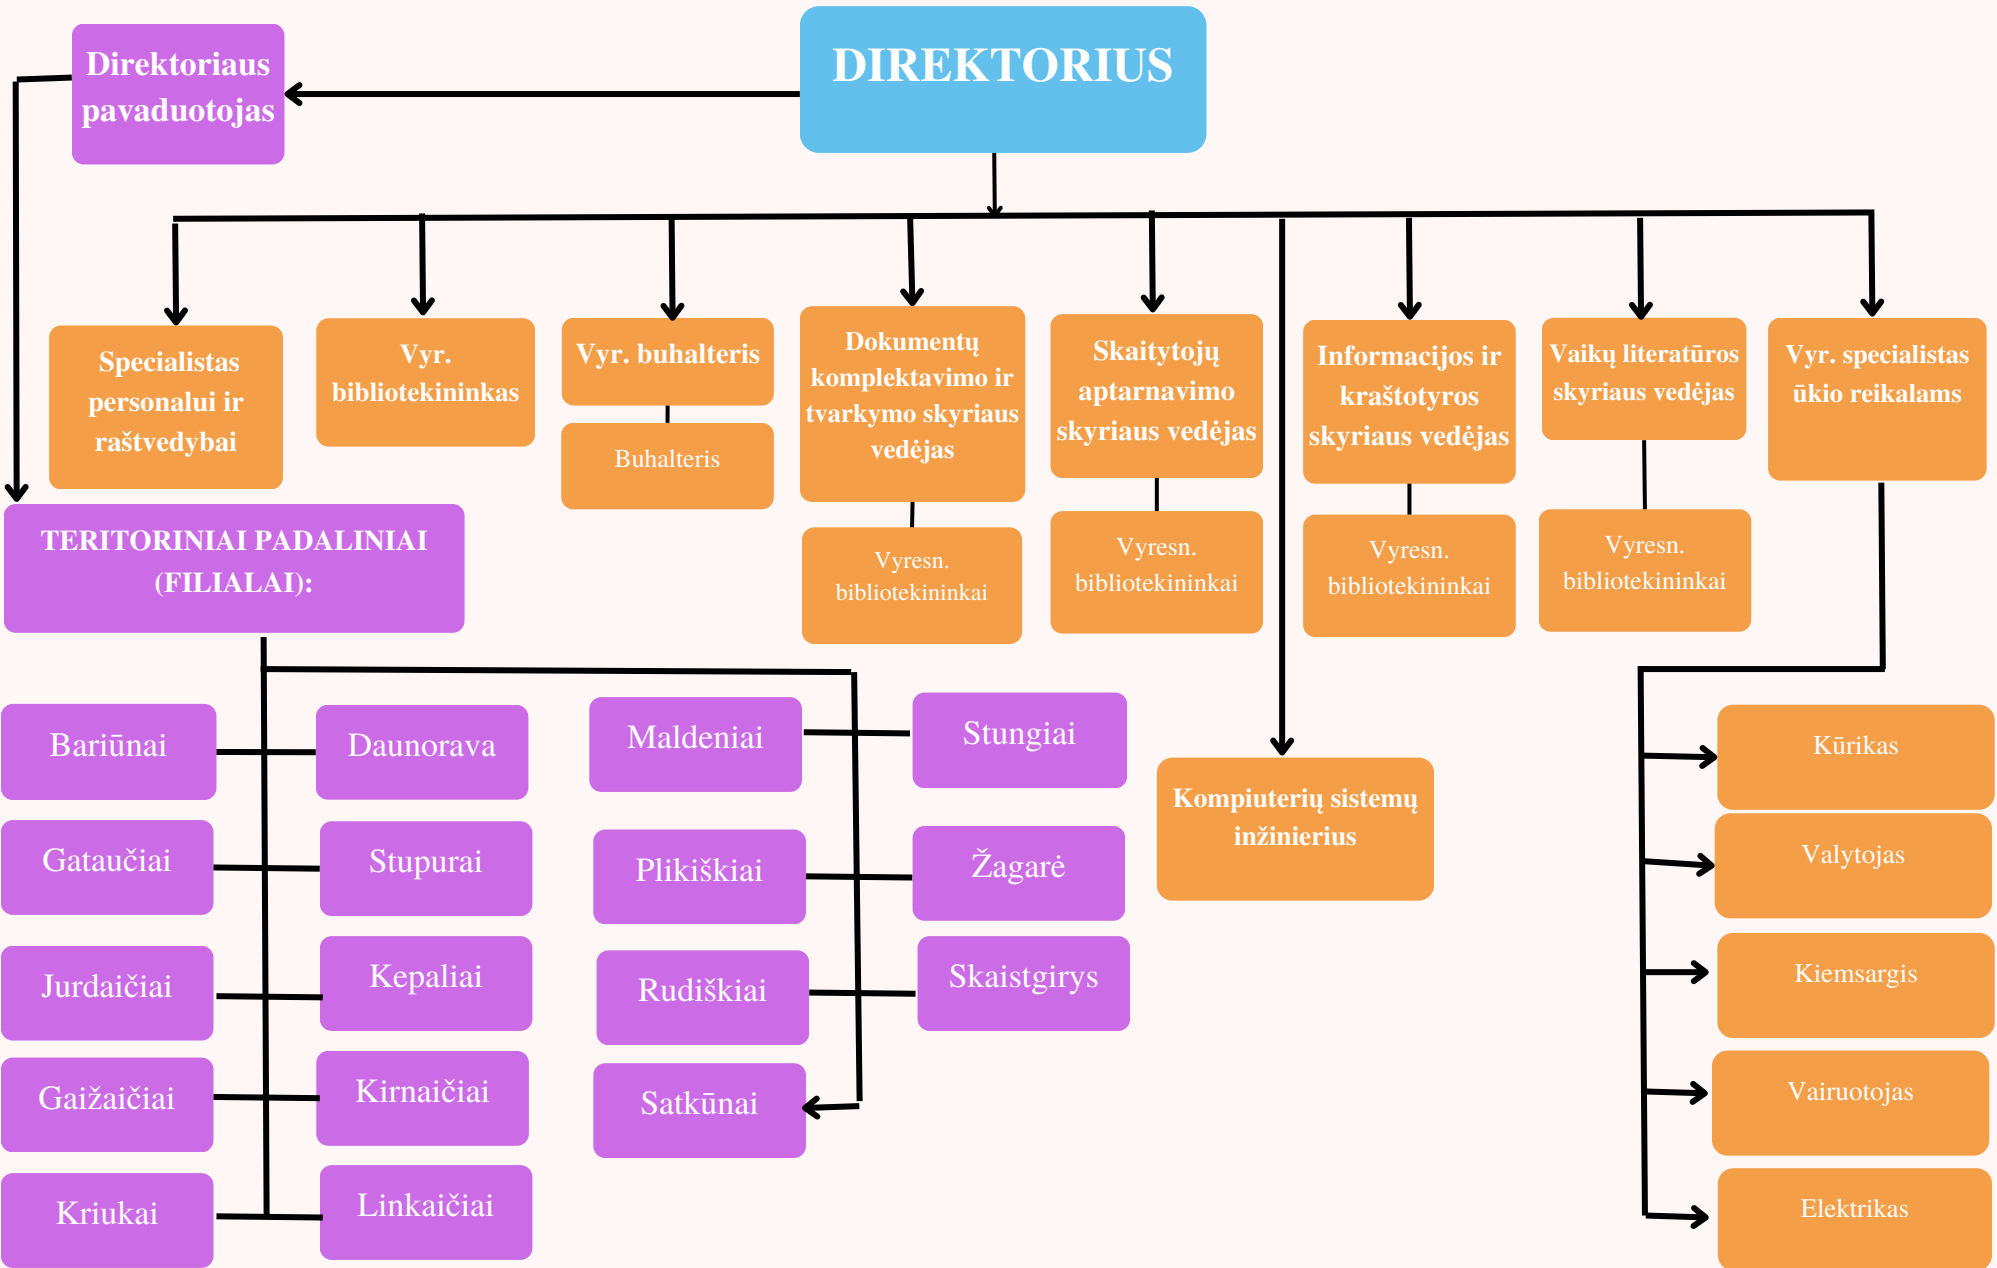 Direktoriaus
pavaduotojas
DIREKTORIUS
Specialistas
personalui ir
raštvedybai
Vyr.
bibliotekininkas
Vyr. buhalteris
Buhalteris
Dokumentų
komplektavimo ir
tvarkymo skyriaus
vedėjas
Vyresn.
bibliotekininkai
Skaitytojų
aptarnavimo
skyriaus vedėjas
Vyresn.
bibliotekininkai
Informacijos ir
kraštotyros
skyriaus vedėjas
Vyresn.
bibliotekininkai
Vaikų literatūros
skyriaus vedėjas
Vyresn.
bibliotekininkai
Vyr. specialistas
ūkio reikalams
TERITORINIAI PADALINIAI
(FILIALAI):
Bariūnai
Daunorava
Gataučiai
Stupurai
Jurdaičiai
Kepaliai
Gaižaičiai
Kirnaičiai
Kriukai
Linkaičiai
Maldeniai
Stungiai
Plikiškiai
Žagarė
Rudiškiai
Skaistgirys
Satkūnai
Kompiuterių sistemų
inžinierius
Kūrikas
Valytojas
Kiemsargis
Vairuotojas
Elektrikas